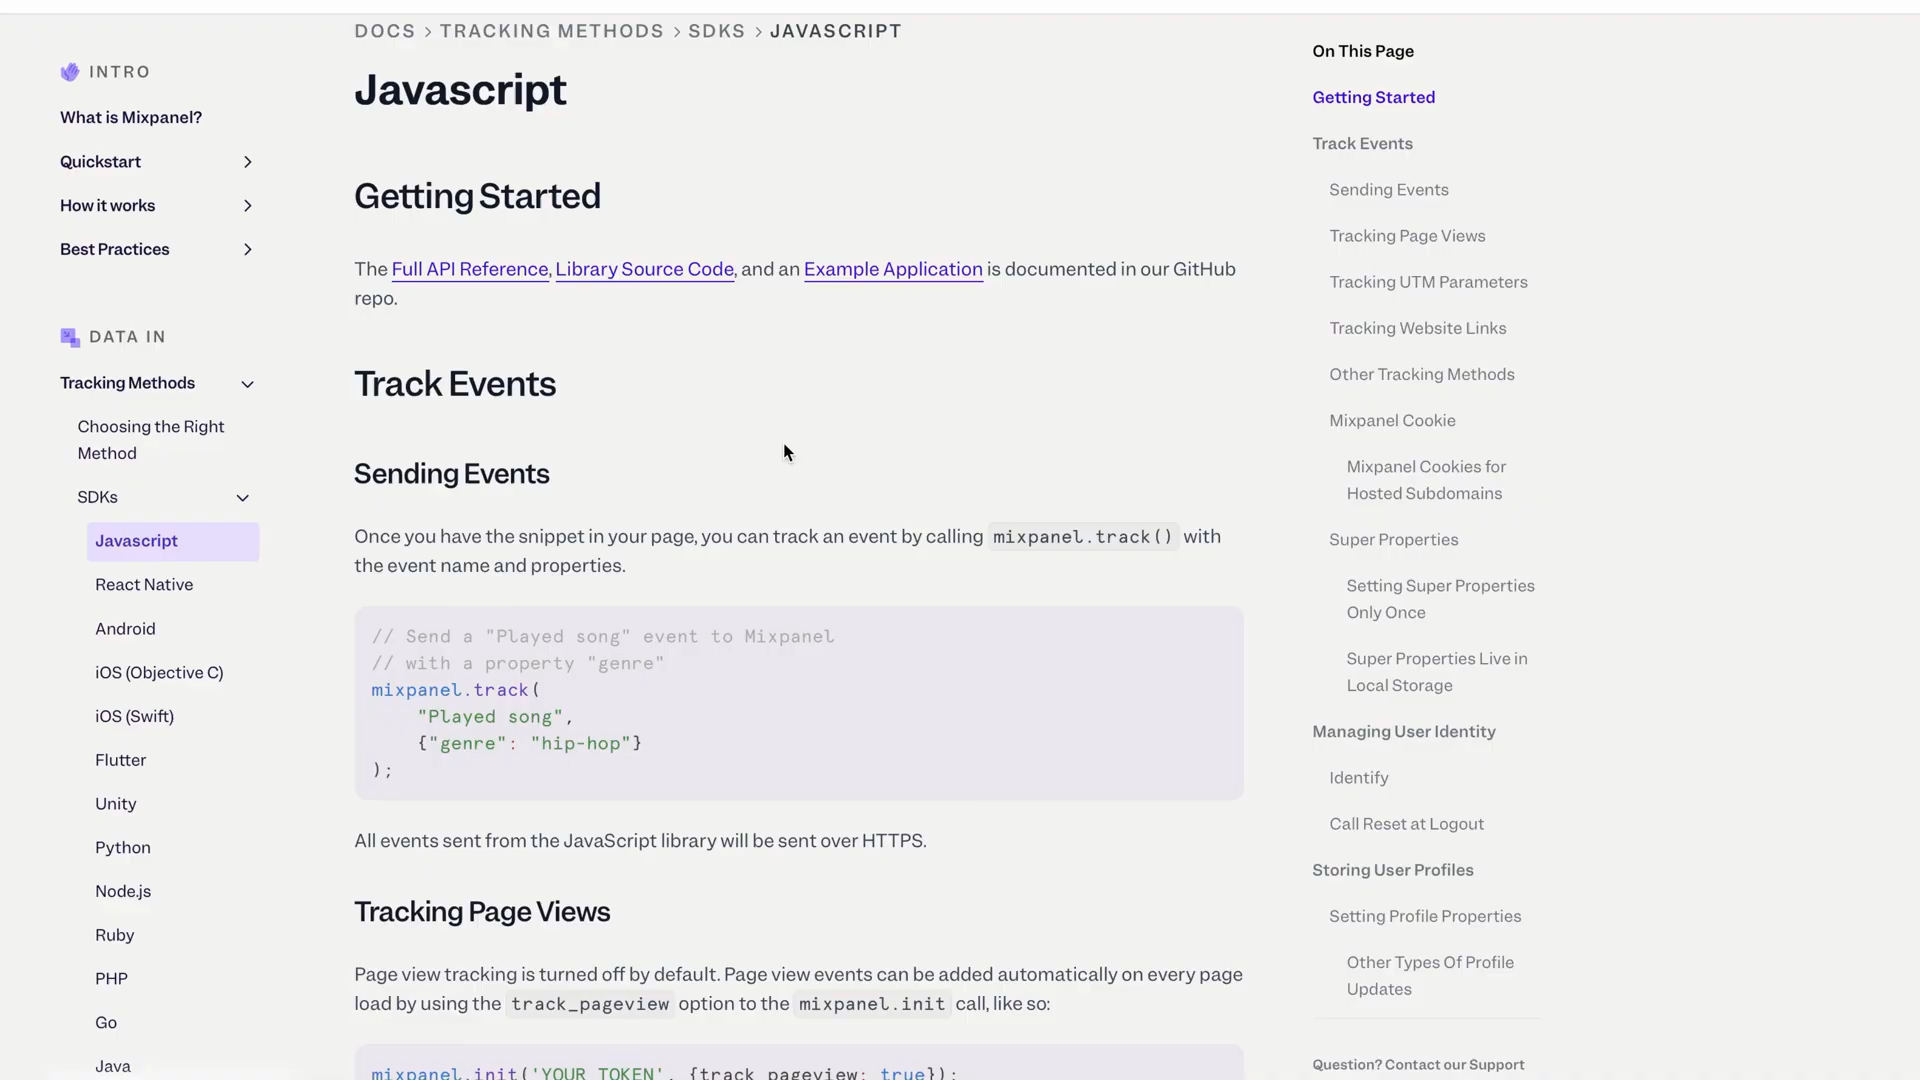 DOCS > TRACKING METHODS > SDKS > JAVASCRIPT
INTRO
What is Mixpanel?
Quickstart
How it works
Best Practices
DATA IN
Tracking Methods
Choosing the Right
Method
SDKs
Javascript
React Native
Android
iOS (Objective C)
iOS (Swift)
Flutter
Unity
Python
Node.js
Ruby
PHP
Go
Java
Javascript
Getting Started
The Full API Reference, Library Source Code, and an Example Application is documented in our GitHub
repo.
Track Events
Sending Events
Once you have the snippet in your page, you can track an event by calling mixpanel.track() with
the event name and properties.
// Send a "Played song" event to Mixpanel
// with a property "genre"
mixpanel.track(
"Played song",
{"genre": "hip-hop"}
);
All events sent from the JavaScript library will be sent over HTTPS.
Tracking Page Views
Page view tracking is turned off by default. Page view events can be added automatically on every page
load by using the track_pageview option to the mixpanel.init call, like so:
mixpanel.init('YOUR_TOKEN', {track_pageview: true});
On This Page
Getting Started
Track Events
Sending Events
Tracking Page Views
Tracking UTM Parameters
Tracking Website Links
Other Tracking Methods
Mixpanel Cookie
Mixpanel Cookies for
Hosted Subdomains
Super Properties
Setting Super Properties
Only Once
Super Properties Live in
Local Storage
Managing User Identity
Identify
Call Reset at Logout
Storing User Profiles
Setting Profile Properties
Other Types Of Profile
Updates
Question? Contact our Support